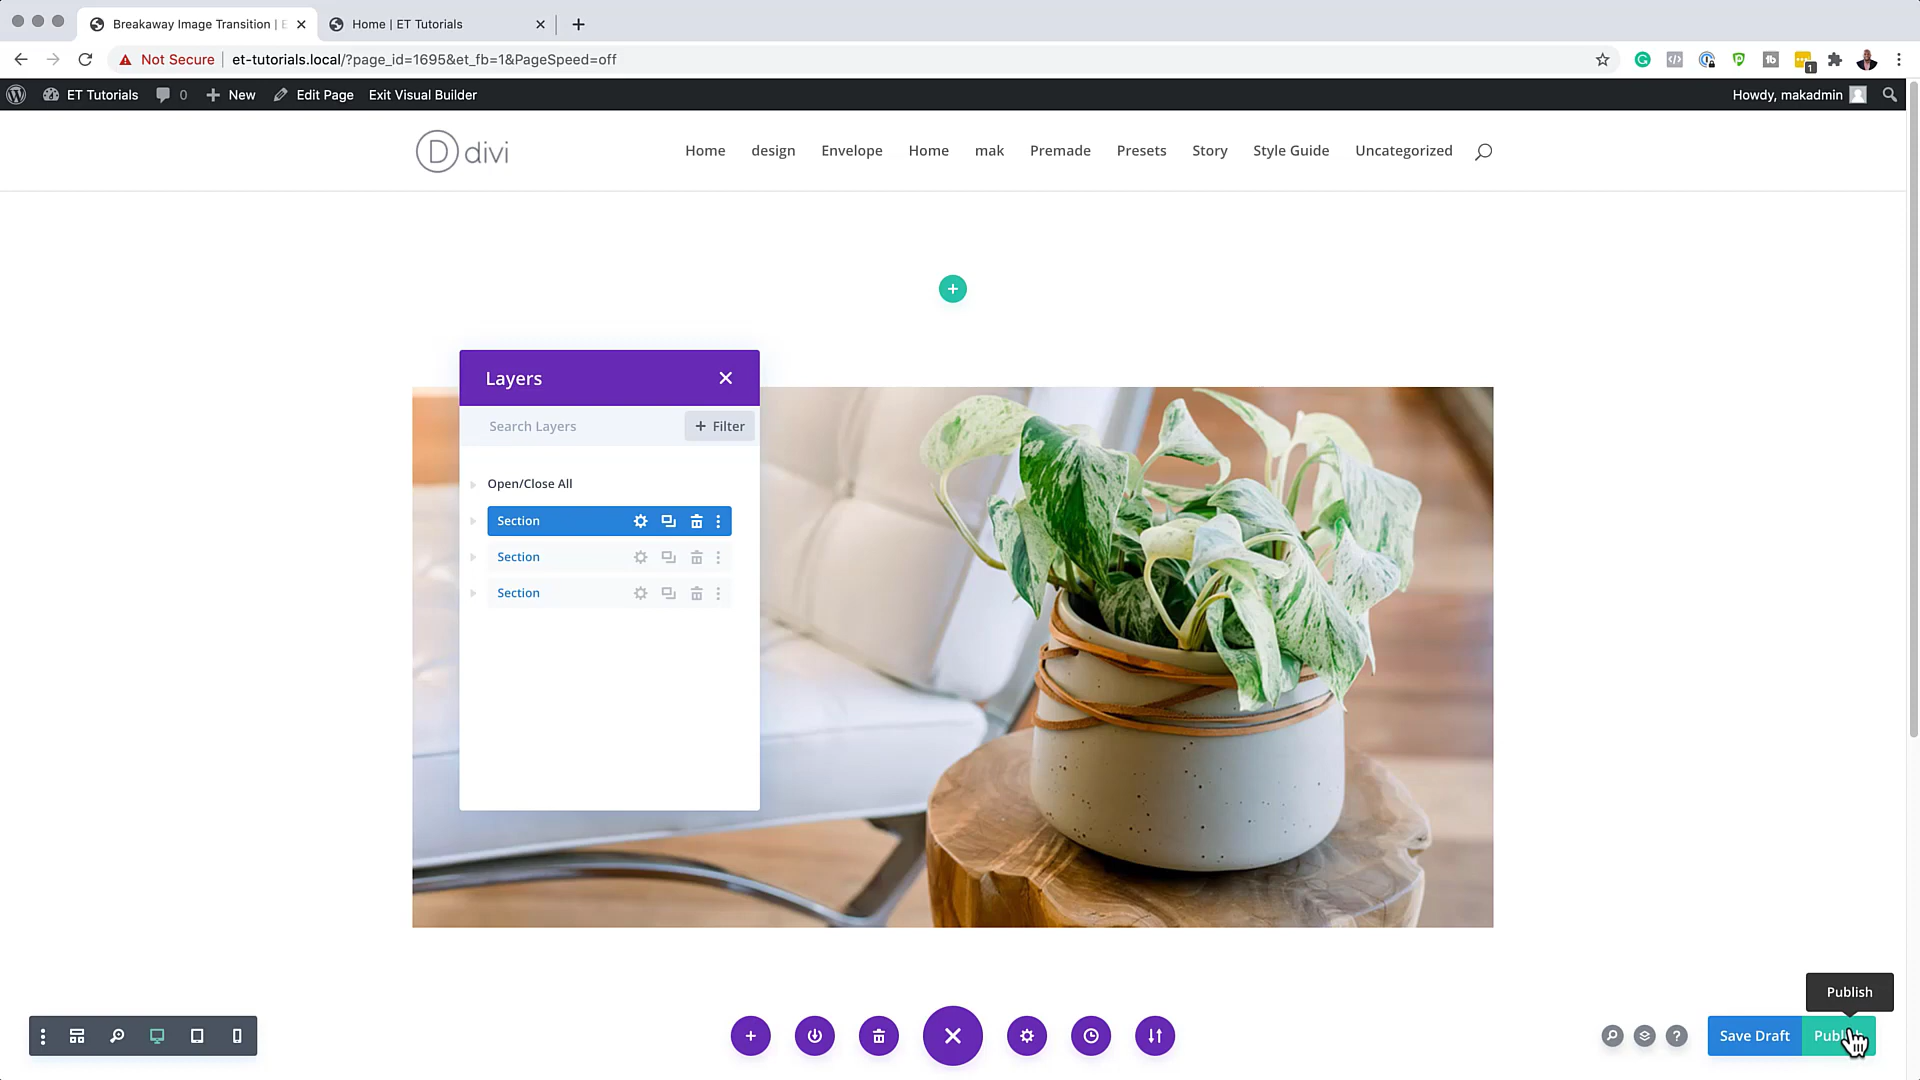 Breakaway Image Transition | E
Home | ET Tutorials
Not Secure
et-tutorials.local/?page_id=1695&et_fb=1&PageSpeed=off
1
ET Tutorials
0
New
Edit Page
Exit Visual Builder
Howdy, makadmin
D divi
Home
design
Envelope
Home
mak
Premade
Presets
Story
Style Guide
Uncategorized
Layers
Search Layers
+ Filter
Open/Close All
Section
Section
Section
Publish
Save Draft